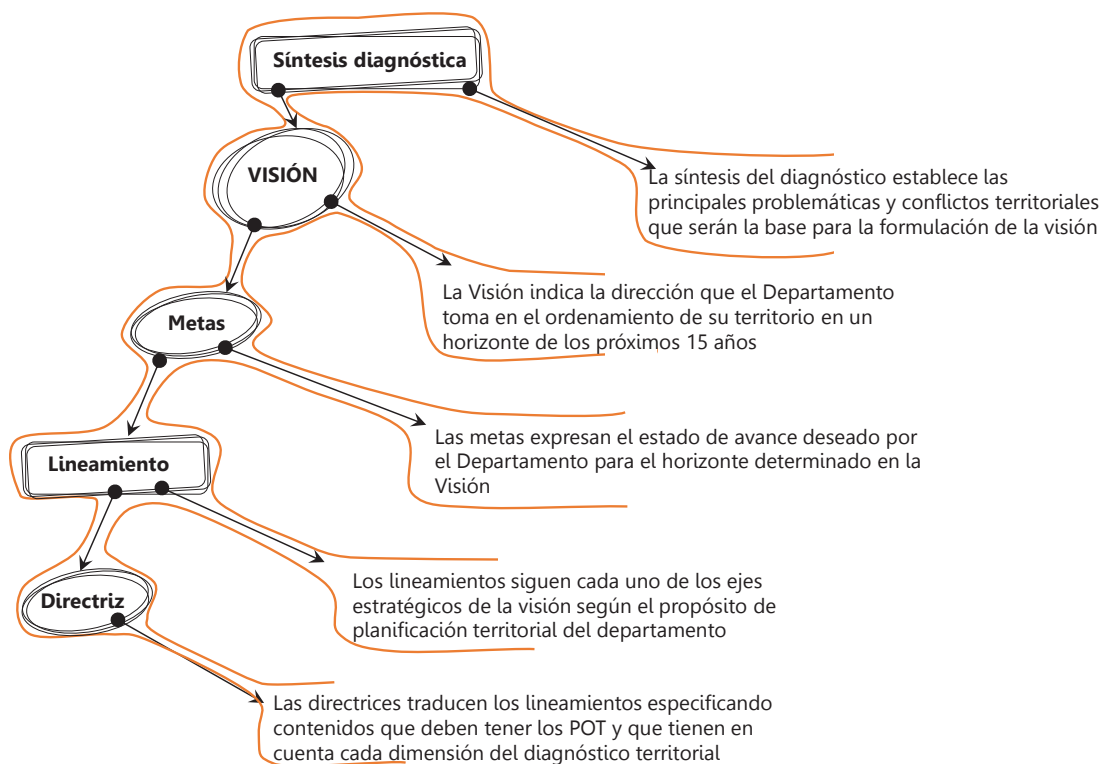 Síntesis diagnóstica
VISIÓN
La síntesis del diagnóstico establece las
principales problemáticas y conflictos territoriales
que serán la base para la formulación de la visión
La Visión indica la dirección que el Departamento
toma en el ordenamiento de su territorio en un
horizonte de los próximos 15 años
Metas
Las metas expresan el estado de avance deseado por
el Departamento para el horizonte determinado en la
Visión
Lineamiento
Los lineamientos siguen cada uno de los ejes
estratégicos de la visión según el propósito de
planificación territorial del departamento
Directriz
Las directrices traducen los lineamientos especificando
contenidos que deben tener los POT y que tienen en
cuenta cada dimensión del diagnóstico territorial